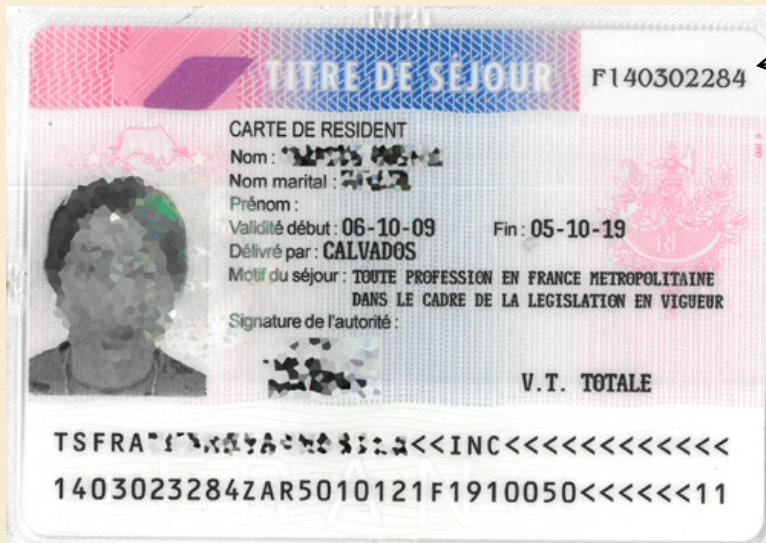 TITRE DE SÉJOUR F140302284
CARTE DE RESIDENT
Nom :
Nom marital :
Prénom :
Validité début : 06-10-09 Fin : 05-10-19
Délivré par : CALVADOS
Motif du séjour : TOUTE PROFESSION EN FRANCE METROPOLITAINE
DANS LE CADRE DE LA LEGISLATION EN VIGUEUR
Signature de l'autorité :
V.T. TOTALE
TSFRA <<INC<<<<<<<<<<<<
1403023284ZAR5010121F1910050<<<<<<11